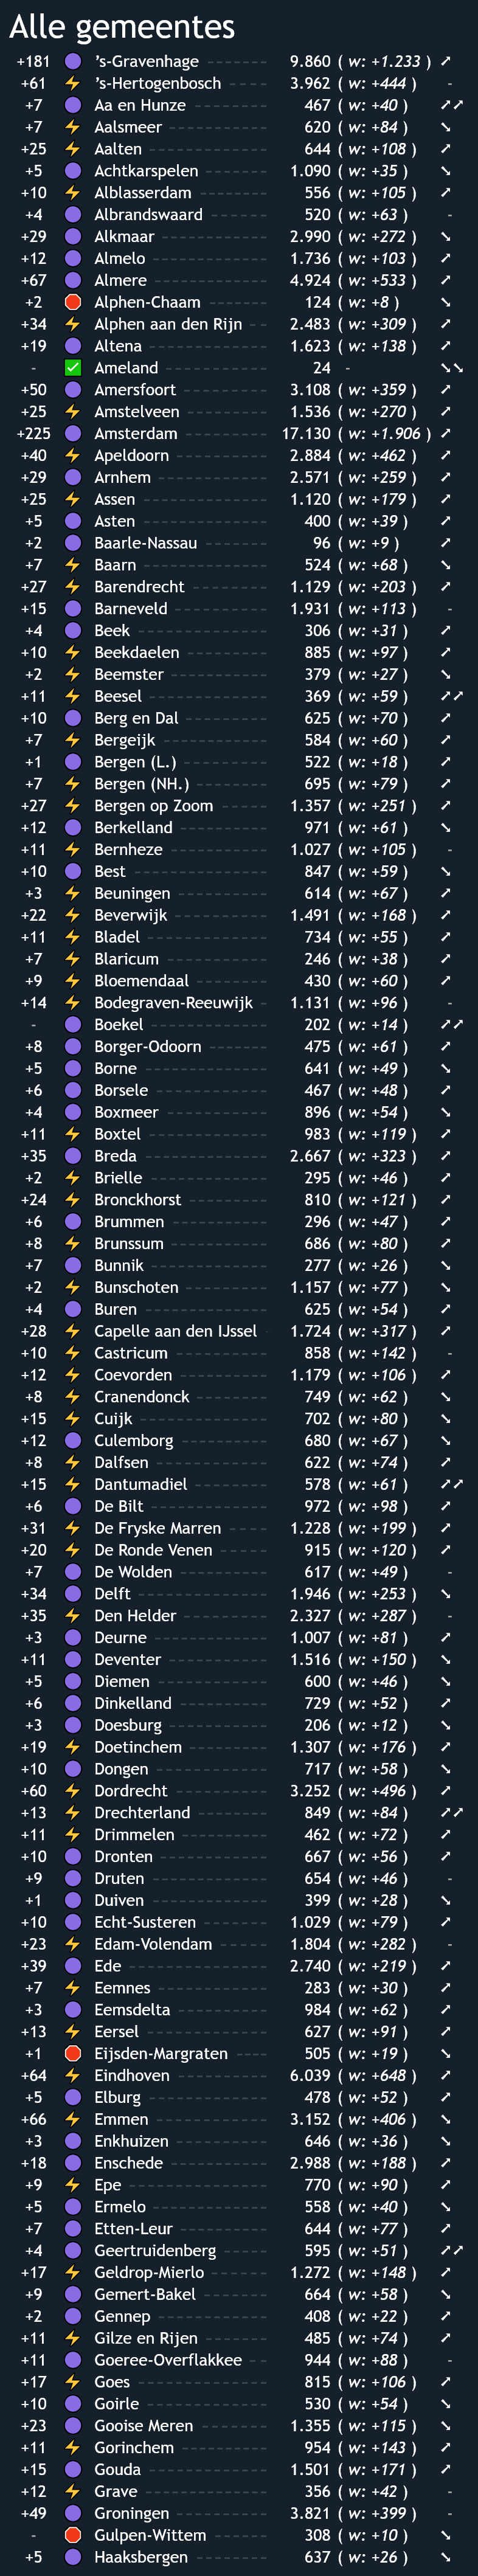 Alle gemeentes
+181 's-Gravenhage 9.860 ( w: +1.233 )
+61 's-Hertogenbosch 3.962 ( w: +444 ) -
+7 Aa en Hunze 467 ( w: +40 )
+7 Aalsmeer 620 ( w: +84 )
+25 Aalten 644 ( w: +108 )
+5 Achtkarspelen 1.090 ( w: +35 )
+10 Alblasserdam 556 ( w: +105 )
+4 Albrandswaard 520 ( w: +63 ) -
+29 Alkmaar 2.990 ( w: +272 )
+12 Almelo 1.736 ( w: +103 )
+67 Almere 4.924 ( w: +533 )
+2 Alphen-Chaam 124 ( w: +8 )
+34 Alphen aan den Rijn 2.483 ( w: +309 )
+19 Altena 1.623 ( w: +138 )
- Ameland 24 -
+50 Amersfoort 3.108 ( w: +359 )
+25 Amstelveen 1.536 ( w: +270 )
+225 Amsterdam 17.130 ( w: +1.906 )
+40 Apeldoorn 2.884 ( w: +462 )
+29 Arnhem 2.571 ( w: +259 )
+25 Assen 1.120 ( w: +179 )
+5 Asten 400 ( w: +39 )
+2 Baarle-Nassau 96 ( w: +9 )
+7 Baarn 524 ( w: +68 )
+27 Barendrecht 1.129 ( w: +203 )
+15 Barneveld 1.931 ( w: +113 ) -
+4 Beek 306 ( w: +31 )
+10 Beekdaelen 885 ( w: +97 )
+2 Beemster 379 ( w: +27 )
+11 Beesel 369 ( w: +59 )
+10 Berg en Dal 625 ( w: +70 )
+7 Bergeijk 584 ( w: +60 )
+1 Bergen (L.) 522 ( w: +18 )
+7 Bergen (NH.) 695 ( w: +79 )
+27 Bergen op Zoom 1.357 ( w: +251 )
+12 Berkelland 971 ( w: +61 )
+11 Bernheze 1.027 ( w: +105 ) -
+10 Best 847 ( w: +59 )
+3 Beuningen 614 ( w: +67 )
+22 Beverwijk 1.491 ( w: +168 )
+11 Bladel 734 ( w: +55 )
+7 Blaricum 246 ( w: +38 )
+9 Bloemendaal 430 ( w: +60 )
+14 Bodegraven-Reeuwijk 1.131 ( w: +96 ) -
- Boekel 202 ( w: +14 )
+8 Borger-Odoorn 475 ( w: +61 )
+5 Borne 641 ( w: +49 )
+6 Borsele 467 ( w: +48 )
+4 Boxmeer 896 ( w: +54 )
+11 Boxtel 983 ( w: +119 )
+35 Breda 2.667 ( w: +323 )
+2 Brielle 295 ( w: +46 )
+24 Bronckhorst 810 ( w: +121 )
+6 Brummen 296 ( w: +47 )
+8 Brunssum 686 ( w: +80 )
+7 Bunnik 277 ( w: +26 )
+2 Bunschoten 1.157 ( w: +77 )
+4 Buren 625 ( w: +54 )
+28 Capelle aan den IJssel 1.724 ( w: +317 )
+10 Castricum 858 ( w: +142 ) -
+12 Coevorden 1.179 ( w: +106 )
+8 Cranendonck 749 ( w: +62 )
+15 Cuijk 702 ( w: +80 )
+12 Culemborg 680 ( w: +67 )
+8 Dalfsen 622 ( w: +74 )
+15 Dantumadiel 578 ( w: +61 )
+6 De Bilt 972 ( w: +98 )
+31 De Fryske Marren 1.228 ( w: +199 )
+20 De Ronde Venen 915 ( w: +120 )
+7 De Wolden 617 ( w: +49 ) -
+34 Delft 1.946 ( w: +253 )
+35 Den Helder 2.327 ( w: +287 ) -
+3 Deurne 1.007 ( w: +81 )
+11 Deventer 1.516 ( w: +150 )
+5 Diemen 600 ( w: +46 )
+6 Dinkelland 729 ( w: +52 )
+3 Doesburg 206 ( w: +12 )
+19 Doetinchem 1.307 ( w: +176 )
+10 Dongen 717 ( w: +58 )
+60 Dordrecht 3.252 ( w: +496 )
+13 Drechterland 849 ( w: +84 )
+11 Drimmelen 462 ( w: +72 )
+10 Dronten 667 ( w: +56 )
+9 Druten 654 ( w: +46 ) -
+1 Duiven 399 ( w: +28 )
+10 Echt-Susteren 1.029 ( w: +79 )
+23 Edam-Volendam 1.804 ( w: +282 ) -
+39 Ede 2.740 ( w: +219 )
+7 Eemnes 283 ( w: +30 )
+3 Eemsdelta 984 ( w: +62 )
+13 Eersel 627 ( w: +91 )
+1 Eijsden-Margraten 505 ( w: +19 )
+64 Eindhoven 6.039 ( w: +648 )
+5 Elburg 478 ( w: +52 )
+66 Emmen 3.152 ( w: +406 )
+3 Enkhuizen 646 ( w: +36 )
+18 Enschede 2.988 ( w: +188 )
+9 Epe 770 ( w: +90 )
+5 Ermelo 558 ( w: +40 )
+7 Etten-Leur 644 ( w: +77 )
+4 Geertruidenberg 595 ( w: +51 )
+17 Geldrop-Mierlo 1.272 ( w: +148 )
+9 Gemert-Bakel 664 ( w: +58 )
+2 Gennep 408 ( w: +22 )
+11 Gilze en Rijen 485 ( w: +74 )
+11 Goeree-Overflakkee 944 ( w: +88 ) -
+17 Goes 815 ( w: +106 )
+10 Goirle 530 ( w: +54 )
+23 Gooise Meren 1.355 ( w: +115 )
+11 Gorinchem 954 ( w: +143 )
+15 Gouda 1.501 ( w: +171 )
+12 Grave 356 ( w: +42 ) -
+49 Groningen 3.821 ( w: +399 ) -
- Gulpen-Wittem 308 ( w: +10 )
+5 Haaksbergen 637 ( w: +26 )